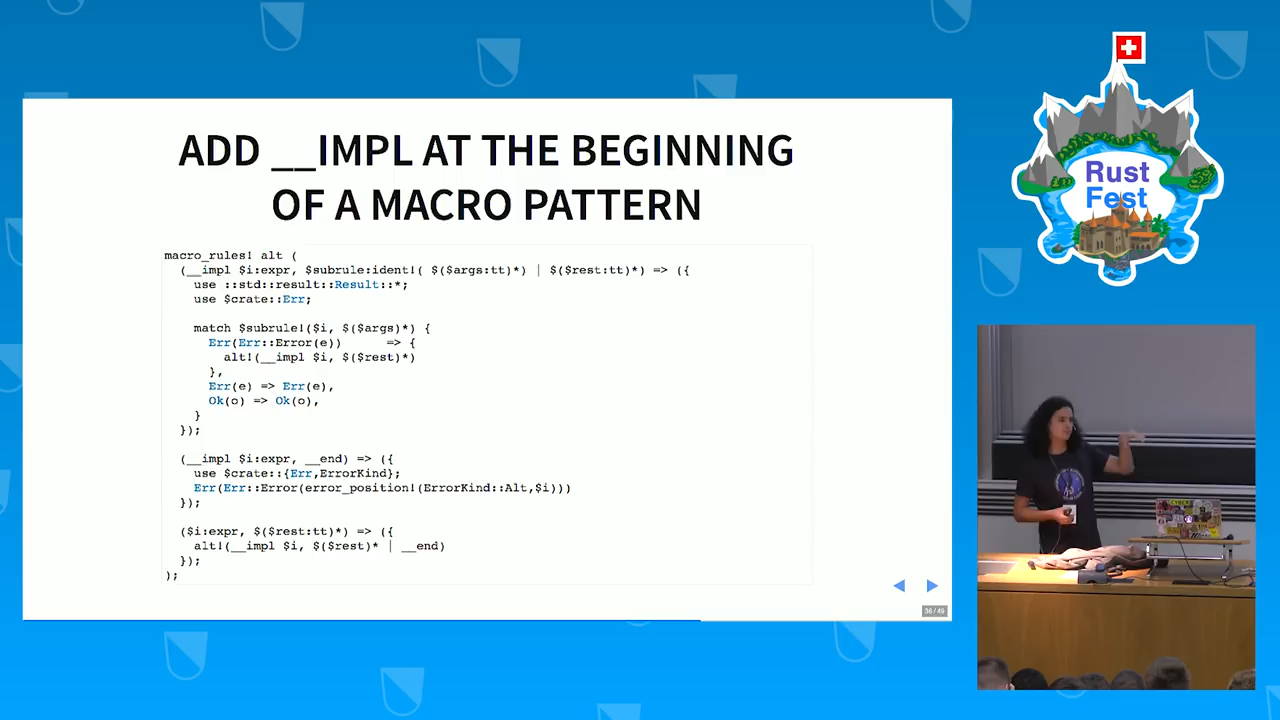 ADD __IMPL AT THE BEGINNING
OF A MACRO PATTERN
macro_rules! alt (
  (__impl $i:expr, $subrule:ident!( $($args:tt)*) | $($rest:tt)*) => ({
    use ::std::result::Result::*;
    use $crate::Err;
    match $subrule!($i, $($args)*) {
      Err(Err::Error(e))      => {
        alt!(__impl $i, $($rest)*)
      },
      Err(e) => Err(e),
      Ok(o) => Ok(o),
    }
  });
  (__impl $i:expr, __end) => ({
    use $crate::{Err,ErrorKind};
    Err(Err::Error(error_position!(ErrorKind::Alt,$i)))
  });
  ($i:expr, $($rest:tt)*) => ({
    alt!(__impl $i, $($rest)* | __end)
  });
);
36 / 49
Rust
Fest
CYBER